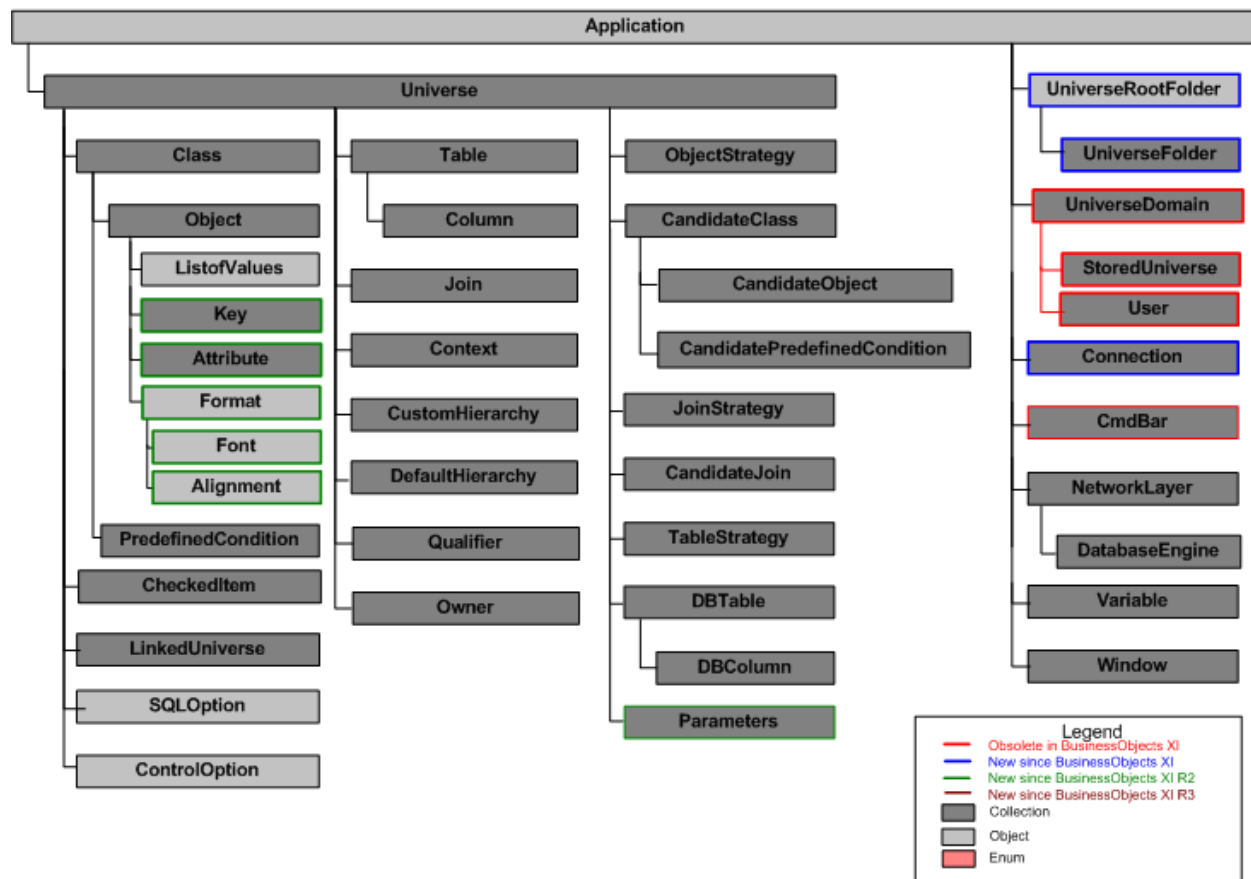 Application
Universe
Class
Object
ListofValues
Key
Attribute
Format
Font
Alignment
PredefinedCondition
CheckedItem
LinkedUniverse
SQLOption
ControlOption
Table
Column
Join
Context
CustomHierarchy
DefaultHierarchy
Qualifier
Owner
ObjectStrategy
CandidateClass
CandidateObject
CandidatePredefinedCondition
JoinStrategy
CandidateJoin
TableStrategy
DBTable
DBColumn
Parameters
UniverseRootFolder
UniverseFolder
UniverseDomain
StoredUniverse
User
Connection
CmdBar
NetworkLayer
DatabaseEngine
Variable
Window
Legend
Obsolete in BusinessObjects XI
New since BusinessObjects XI
New since BusinessObjects XI R2
New since BusinessObjects XI R3
Collection
Object
Enum